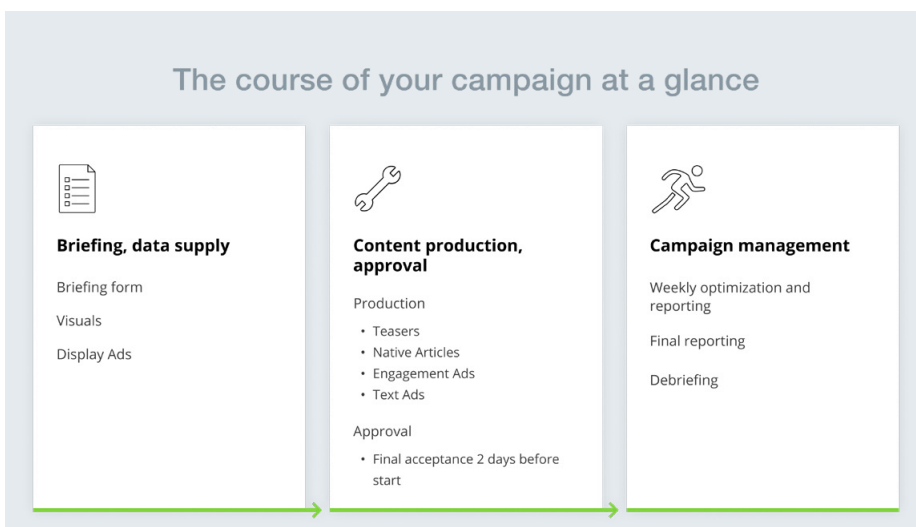 The course of your campaign at a glance
Briefing, data supply
Briefing form
Visuals
Display Ads
Content production,
approval
Production
• Teasers
• Native Articles
• Engagement Ads
• Text Ads
Approval
• Final acceptance 2 days before
start
Campaign management
Weekly optimization and
reporting
Final reporting
Debriefing